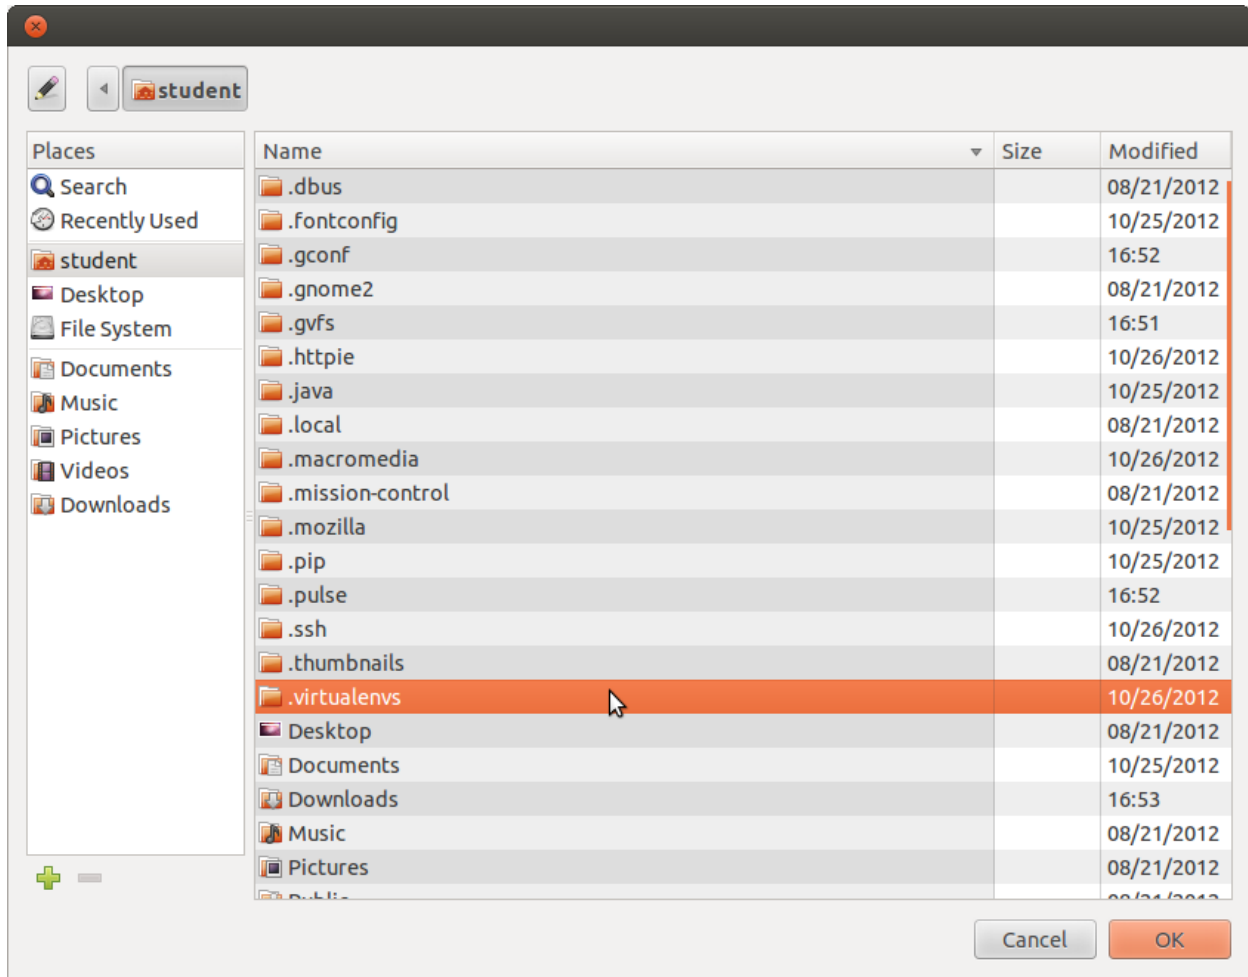 student
Places
Search
Recently Used
student
Desktop
File System
Documents
Music
Pictures
Videos
Downloads
Name Size Modified
.dbus 08/21/2012
.fontconfig 10/25/2012
.gconf 16:52
.gnome2 08/21/2012
.gvfs 16:51
.httpie 10/26/2012
.java 10/25/2012
.local 08/21/2012
.macromedia 10/26/2012
.mission-control 08/21/2012
.mozilla 10/25/2012
.pip 10/25/2012
.pulse 16:52
.ssh 10/26/2012
.thumbnails 08/21/2012
.virtualenvs 10/26/2012
Desktop 08/21/2012
Documents 10/25/2012
Downloads 16:53
Music 08/21/2012
Pictures 08/21/2012
Public 08/21/2012
Cancel OK